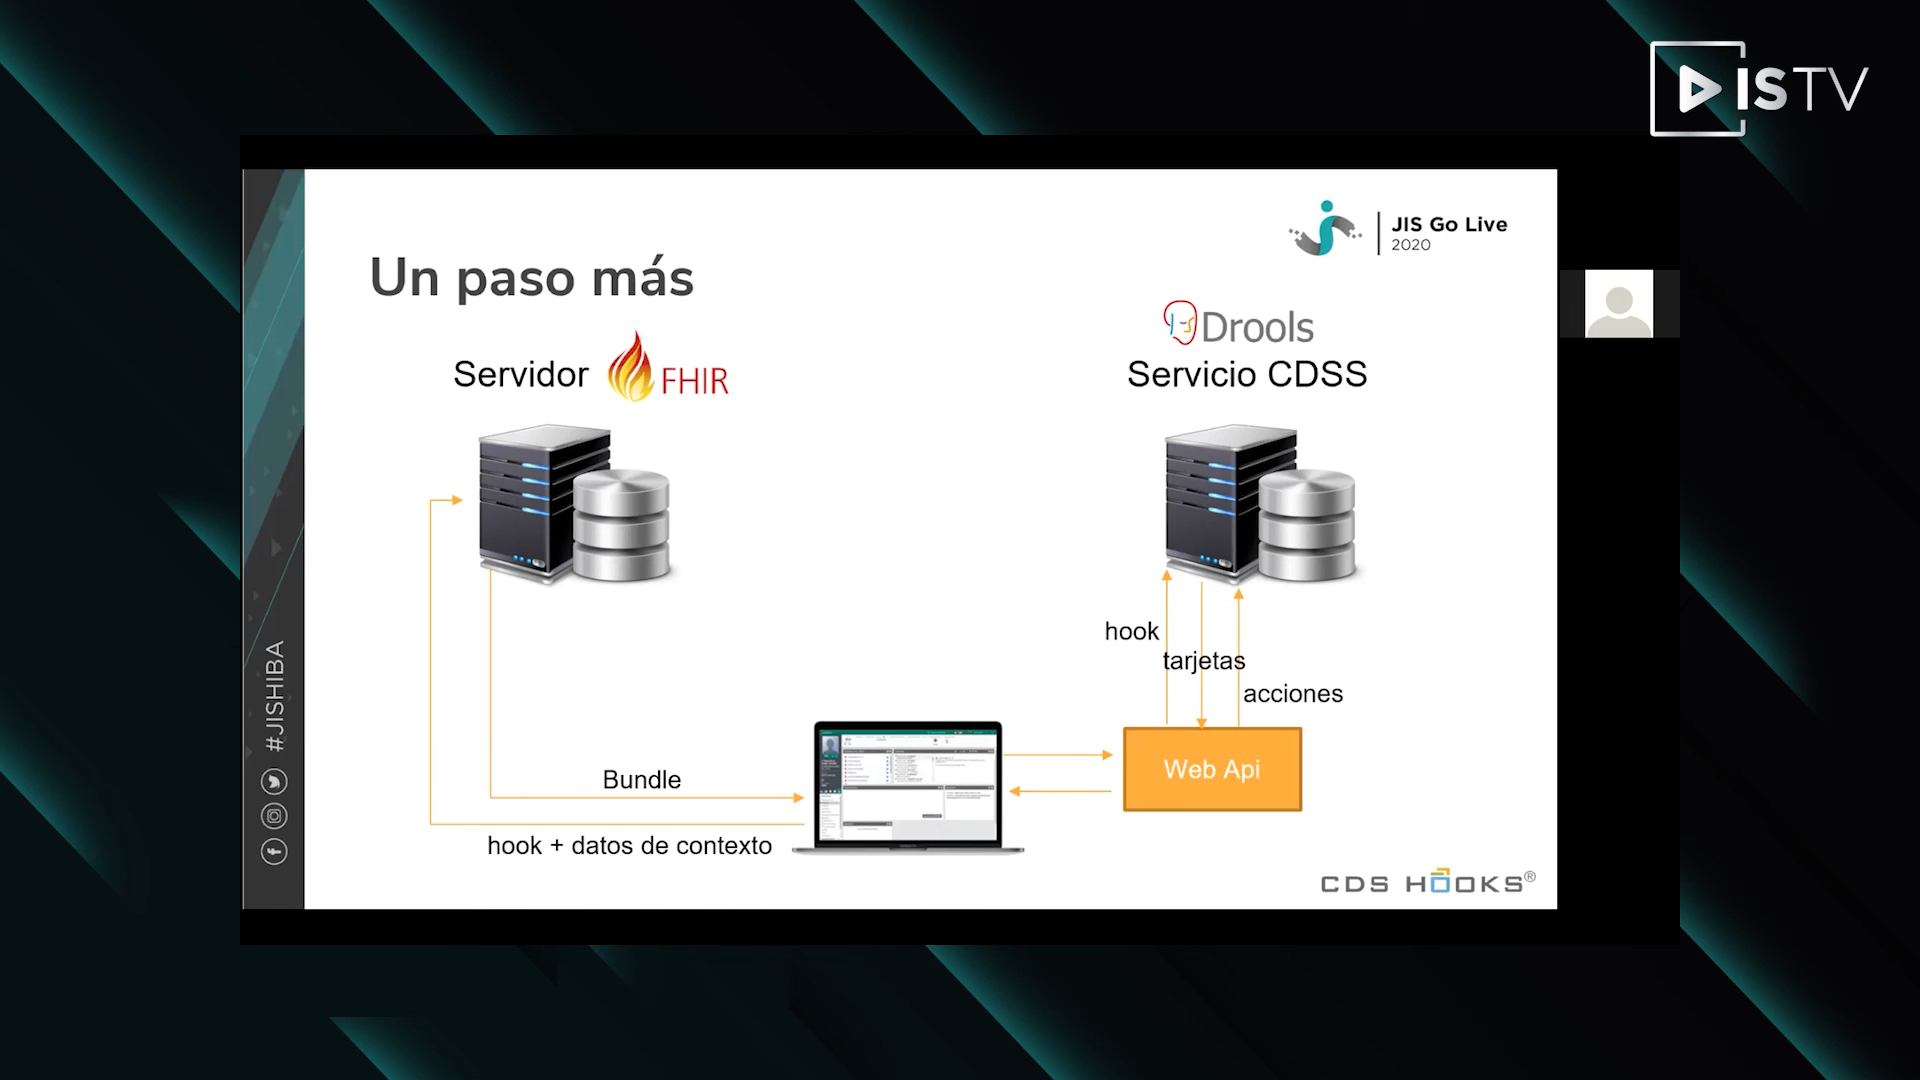 ISTV
JIS Go Live
2020
Un paso más
Drools
Servidor FHIR
Servicio CDSS
hook
tarjetas
acciones
Web Api
Bundle
hook + datos de contexto
CDS HOOKS®
#JISHIBA